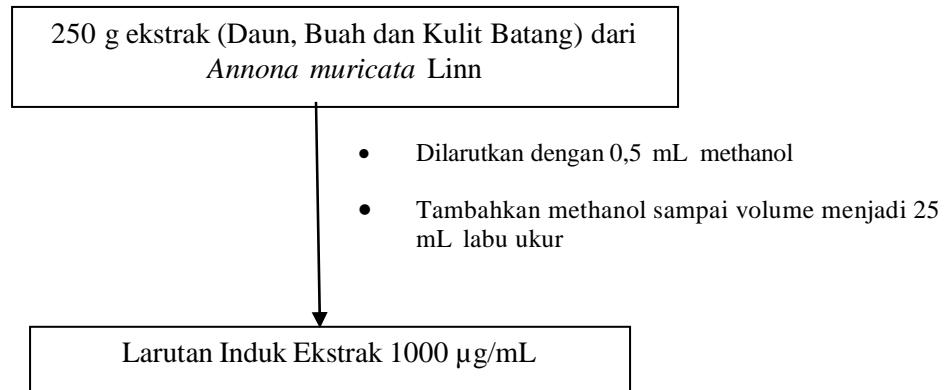 250 g ekstrak (Daun, Buah dan Kulit Batang) dari
Annona muricata Linn
• Dilarutkan dengan 0,5 mL methanol
• Tambahkan methanol sampai volume menjadi 25
mL labu ukur
Larutan Induk Ekstrak 1000 µg/mL